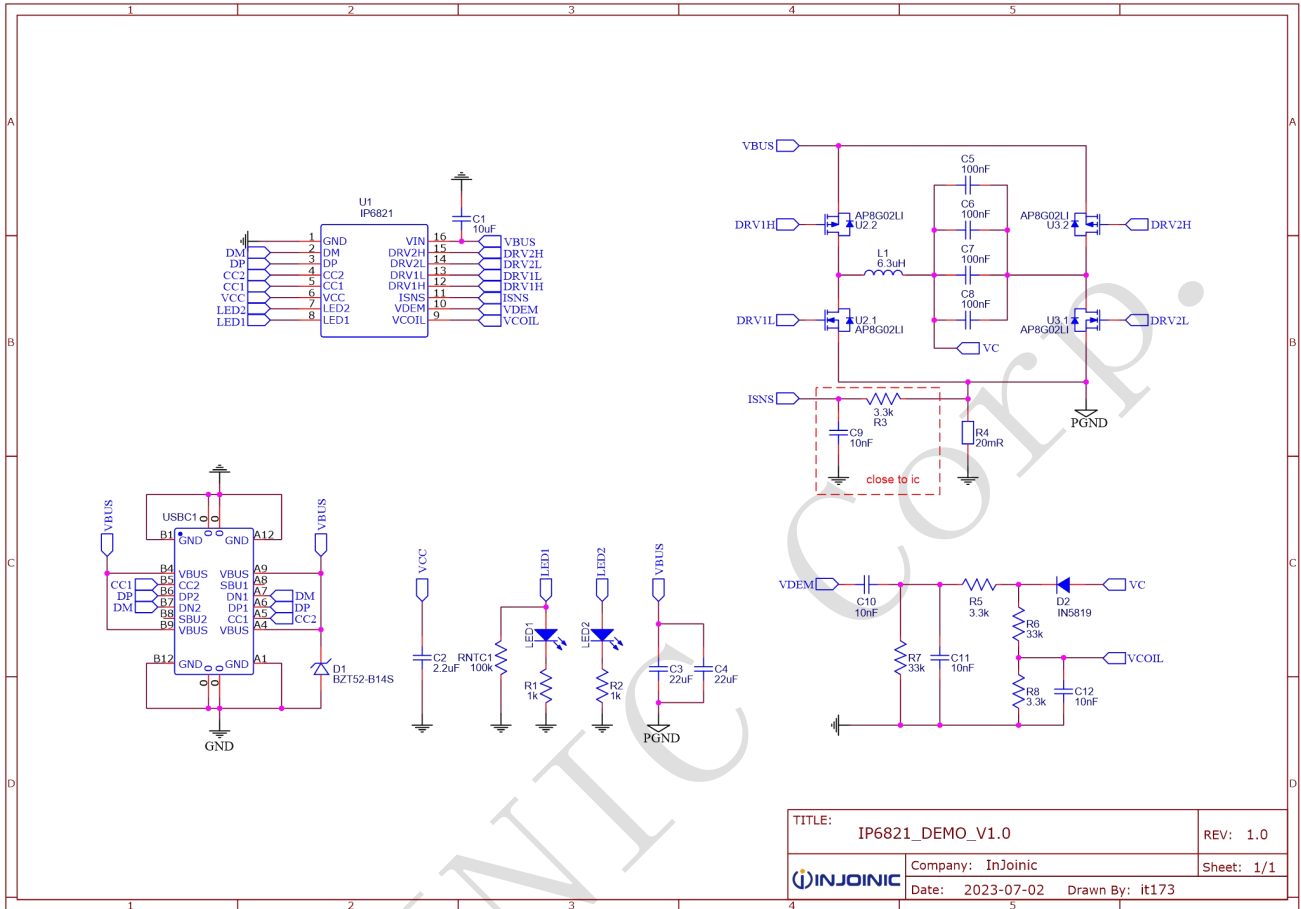 1 2 3 4 5
A A
B B
C C
D D
1 2 3 4 5
U1
IP6821
C1
10uF
1 GND
2 DM
3 DP
4 CC2
5 CC1
6 VCC
7 LED2
8 LED1
DM
DP
CC2
CC1
VCC
LED2
LED1
VIN 16
DRV2H 15
DRV2L 14
DRV1L 13
DRV1H 12
ISNS 11
VDEM 10
VCOIL 9
VBUS
DRV2H
DRV2L
DRV1L
DRV1H
ISNS
VDEM
VCOIL
VBUS
C5
100nF
C6
100nF
C7
100nF
C8
100nF
DRV1H
AP8G02LI
U2.2
AP8G02LI
U3.2
DRV2H
L1
6.3uH
DRV1L
U2.1
AP8G02LI
U3.1
AP8G02LI
DRV2L
VC
ISNS
3.3k
R3
C9
10nF
R4
20mR
close to ic
PGND
VBUS
VBUS
USBC1
0 0
B1 GND
GND A12
B4 VBUS
B5 CC2
B6 DP2
B7 DN2
B8 SBU2
B9 VBUS
VBUS A9
SBU1 A8
DN1 A7
DP1 A6
CC1 A5
VBUS A4
CC1
DP
DM
DM
DP
CC2
B12 GND
GND A1
0 0
D1
BZT52-B14S
GND
VCC
C2
2.2uF
LED1
RNTC1
100k
LED1
R1
1k
LED2
LED2
R2
1k
VBUS
C3
22uF
C4
22uF
PGND
VDEM
C10
10nF
R5
3.3k
D2
IN5819
VC
R6
33k
R7
33k
C11
10nF
VCOIL
R8
3.3k
C12
10nF
NIC Corp.
TITLE:
IP6821_DEMO_V1.0
REV: 1.0
INJOINIC
Company: InJoinic
Sheet: 1/1
Date: 2023-07-02 Drawn By: it173